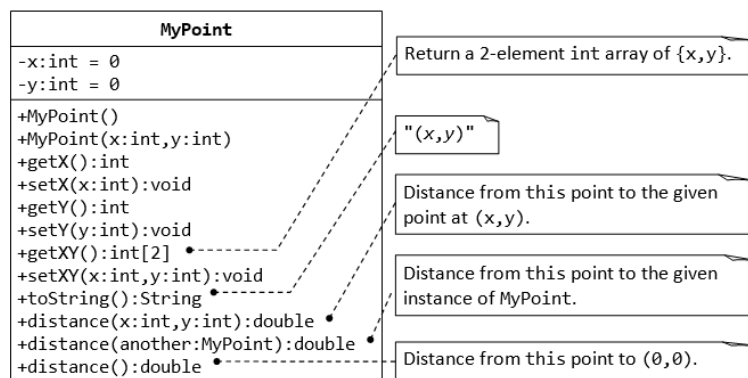 MyPoint
-x:int = 0
-y:int = 0
+MyPoint()
+MyPoint(x:int,y:int)
+getX():int
+setX(x:int):void
+getY():int
+setY(y:int):void
+getXY():int[2]
+setXY(x:int,y:int):void
+toString():String
+distance(x:int,y:int):double
+distance(another:MyPoint):double
+distance():double
Return a 2-element int array of {x,y}.
"(x,y)"
Distance from this point to the given
point at (x,y).
Distance from this point to the given
instance of MyPoint.
Distance from this point to (0,0).